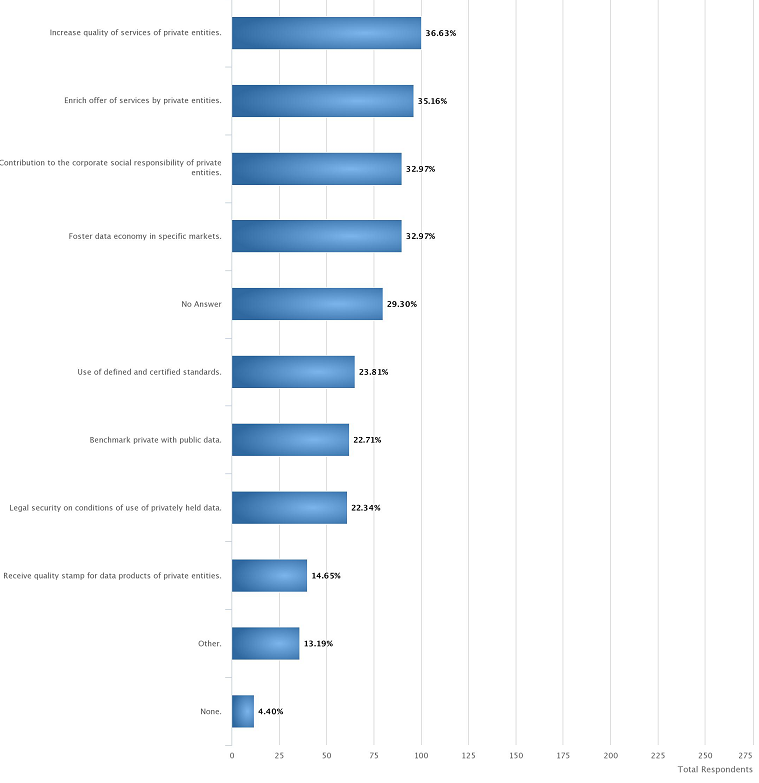 Increase quality of services of private entities.
36.63%
Enrich offer of services by private entities.
35.16%
Contribution to the corporate social responsibility of private
entities.
32.97%
Foster data economy in specific markets.
32.97%
No Answer
29.30%
Use of defined and certified standards.
23.81%
Benchmark private with public data.
22.71%
Legal security on conditions of use of privately held data.
22.34%
Receive quality stamp for data products of private entities.
14.65%
Other.
13.19%
None.
4.40%
0 25 50 75 100 125 150 175 200 225 250 275
Total Respondents